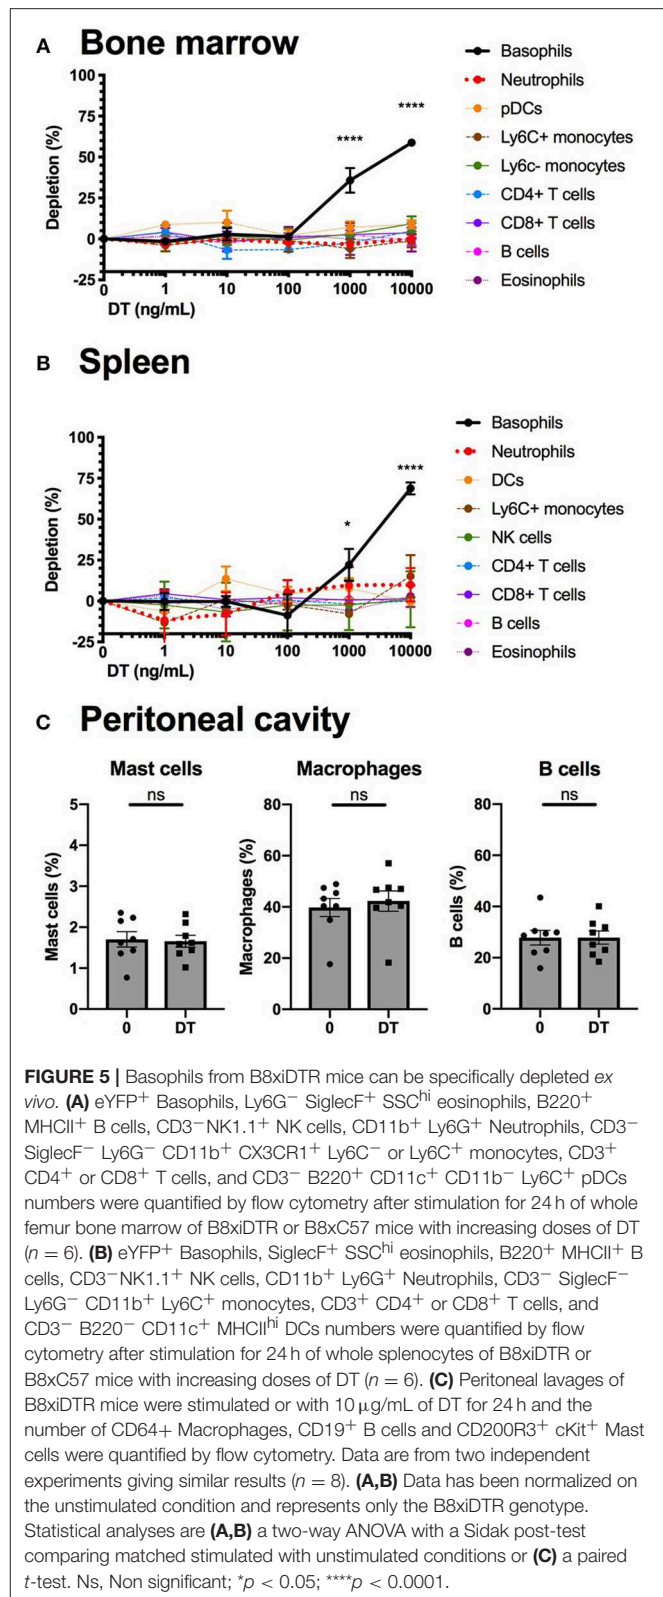 A Bone marrow
Depletion (%)
100
75
50
25
0
-25
0 1 10 100 1000 10000
DT (ng/mL)
****
****
Basophils
Neutrophils
pDCs
Ly6C+ monocytes
Ly6c- monocytes
CD4+ T cells
CD8+ T cells
B cells
Eosinophils
B Spleen
Depletion (%)
100
75
50
25
0
-25
0 1 10 100 1000 10000
DT (ng/mL)
*
****
Basophils
Neutrophils
DCs
Ly6C+ monocytes
NK cells
CD4+ T cells
CD8+ T cells
B cells
Eosinophils
C Peritoneal cavity
Mast cells
ns
Mast cells (%)
5
4
3
2
1
0
0 DT
Macrophages
ns
Macrophages (%)
80
60
40
20
0
0 DT
B cells
ns
B cells (%)
80
60
40
20
0
0 DT
FIGURE 5 | Basophils from B8xiDTR mice can be specifically depleted ex
vivo. (A) eYFP+ Basophils, Ly6G− SiglecF+ SSChi eosinophils, B220+
MHCII+ B cells, CD3−NK1.1+ NK cells, CD11b+ Ly6G+ Neutrophils, CD3−
SiglecF− Ly6G− CD11b+ CX3CR1+ Ly6C− or Ly6C+ monocytes, CD3+
CD4+ or CD8+ T cells, and CD3− B220+ CD11c+ CD11b− Ly6C+ pDCs
numbers were quantified by flow cytometry after stimulation for 24 h of whole
femur bone marrow of B8xiDTR or B8xC57 mice with increasing doses of DT
(n = 6). (B) eYFP+ Basophils, SiglecF+ SSChi eosinophils, B220+ MHCII+ B
cells, CD3−NK1.1+ NK cells, CD11b+ Ly6G+ Neutrophils, CD3− SiglecF−
Ly6G− CD11b+ Ly6C+ monocytes, CD3+ CD4+ or CD8+ T cells, and
CD3− B220− CD11c+ MHCIIhi DCs numbers were quantified by flow
cytometry after stimulation for 24 h of whole splenocytes of B8xiDTR or
B8xC57 mice with increasing doses of DT (n = 6). (C) Peritoneal lavages of
B8xiDTR mice were stimulated or with 10 μg/mL of DT for 24 h and the
number of CD64+ Macrophages, CD19+ B cells and CD200R3+ cKit+ Mast
cells were quantified by flow cytometry. Data are from two independent
experiments giving similar results (n = 8). (A,B) Data has been normalized on
the unstimulated condition and represents only the B8xiDTR genotype.
Statistical analyses are (A,B) a two-way ANOVA with a Sidak post-test
comparing matched stimulated with unstimulated conditions or (C) a paired
t-test. Ns, Non significant; *p < 0.05; ****p < 0.0001.